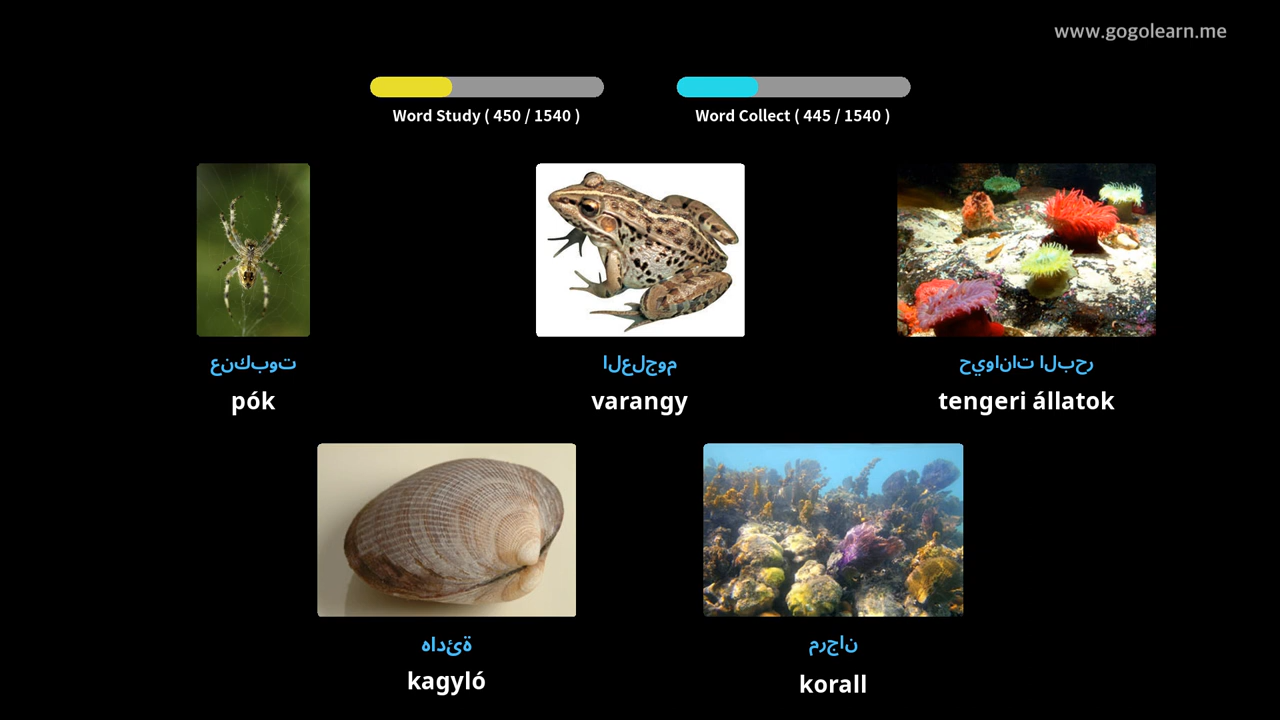 www.gogolearn.me
Word Study ( 450 / 1540 )
Word Collect ( 445 / 1540 )
عنكبوت
pók
العلجوم
varangy
حيوانات البحر
tengeri állatok
هادئة
kagyló
مرجان
korall